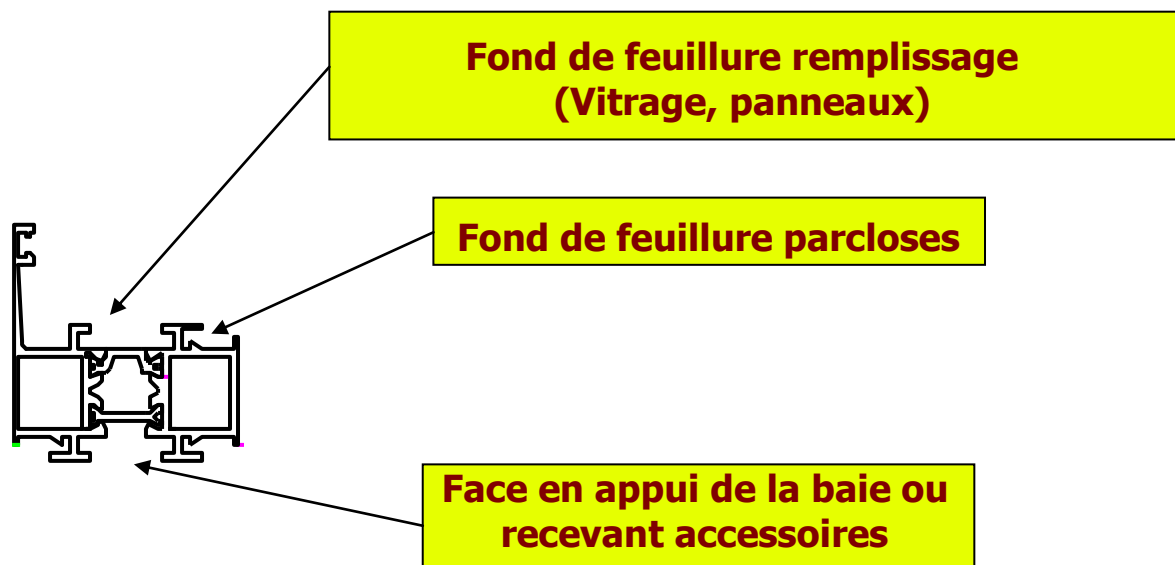 Fond de feuillure remplissage
(Vitrage, panneaux)
Fond de feuillure parcloses
Face en appui de la baie ou
recevant accessoires